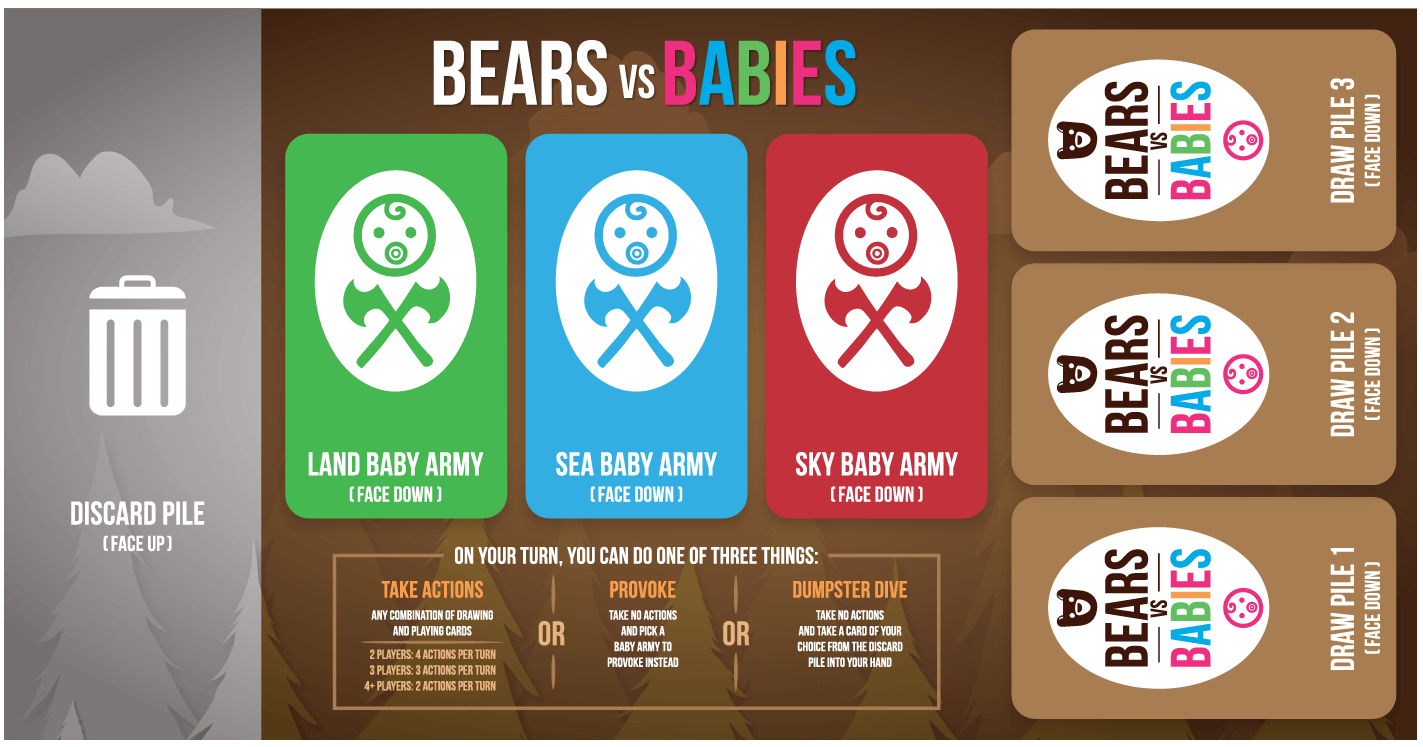 BEARS VS BABIES
DISCARD PILE
( FACE UP )
LAND BABY ARMY
( FACE DOWN )
SEA BABY ARMY
( FACE DOWN )
SKY BABY ARMY
( FACE DOWN )
ON YOUR TURN, YOU CAN DO ONE OF THREE THINGS:
TAKE ACTIONS
ANY COMBINATION OF DRAWING
AND PLAYING CARDS
2 PLAYERS: 4 ACTIONS PER TURN
3 PLAYERS: 3 ACTIONS PER TURN
4+ PLAYERS: 2 ACTIONS PER TURN
OR
PROVOKE
TAKE NO ACTIONS
AND PICK A
BABY ARMY TO
PROVOKE INSTEAD
OR
DUMPSTER DIVE
TAKE NO ACTIONS
AND TAKE A CARD OF YOUR
CHOICE FROM THE DISCARD
PILE INTO YOUR HAND
BEARS
VS
BABIES
DRAW PILE 3
( FACE DOWN )
BEARS
VS
BABIES
DRAW PILE 2
( FACE DOWN )
BEARS
VS
BABIES
DRAW PILE 1
( FACE DOWN )